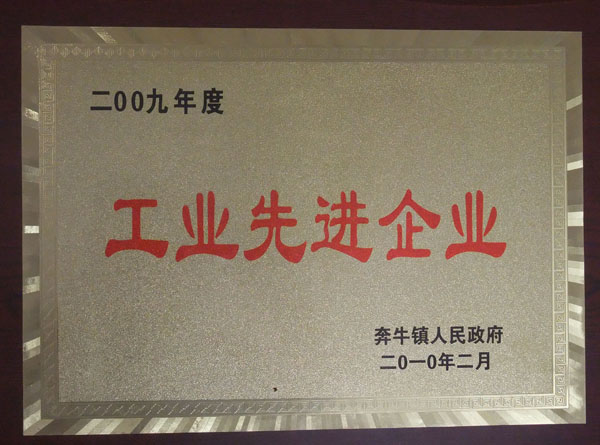 二00九年度
工业先进企业
奔牛镇人民政府
二0一0年二月